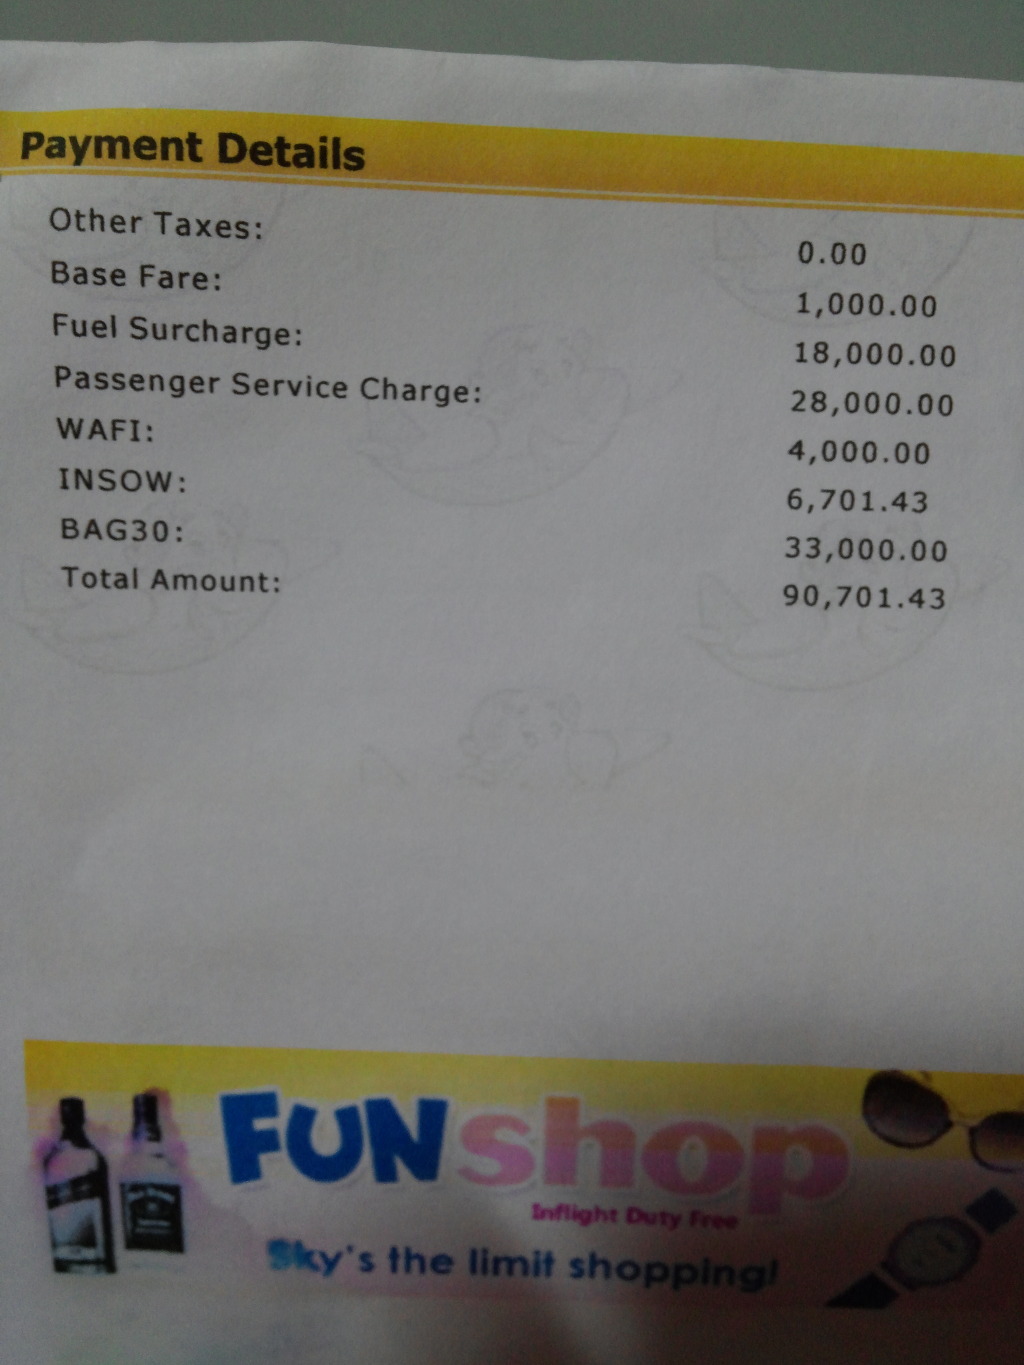 Payment Details
Other Taxes: 0.00
Base Fare: 1,000.00
Fuel Surcharge: 18,000.00
Passenger Service Charge: 28,000.00
WAFI: 4,000.00
INSOW: 6,701.43
BAG30: 33,000.00
Total Amount: 90,701.43
FUNshop
Inflight Duty Free
Sky's the limit shopping!